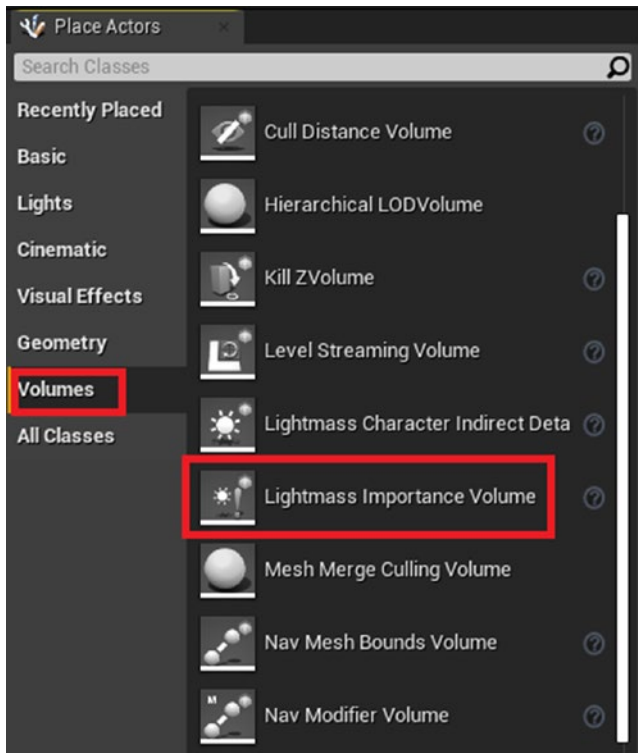 Place Actors
Search Classes
Recently Placed
Basic
Lights
Cinematic
Visual Effects
Geometry
Volumes
All Classes
Cull Distance Volume
Hierarchical LODVolume
Kill ZVolume
Level Streaming Volume
Lightmass Character Indirect Deta
Lightmass Importance Volume
Mesh Merge Culling Volume
Nav Mesh Bounds Volume
M
Nav Modifier Volume